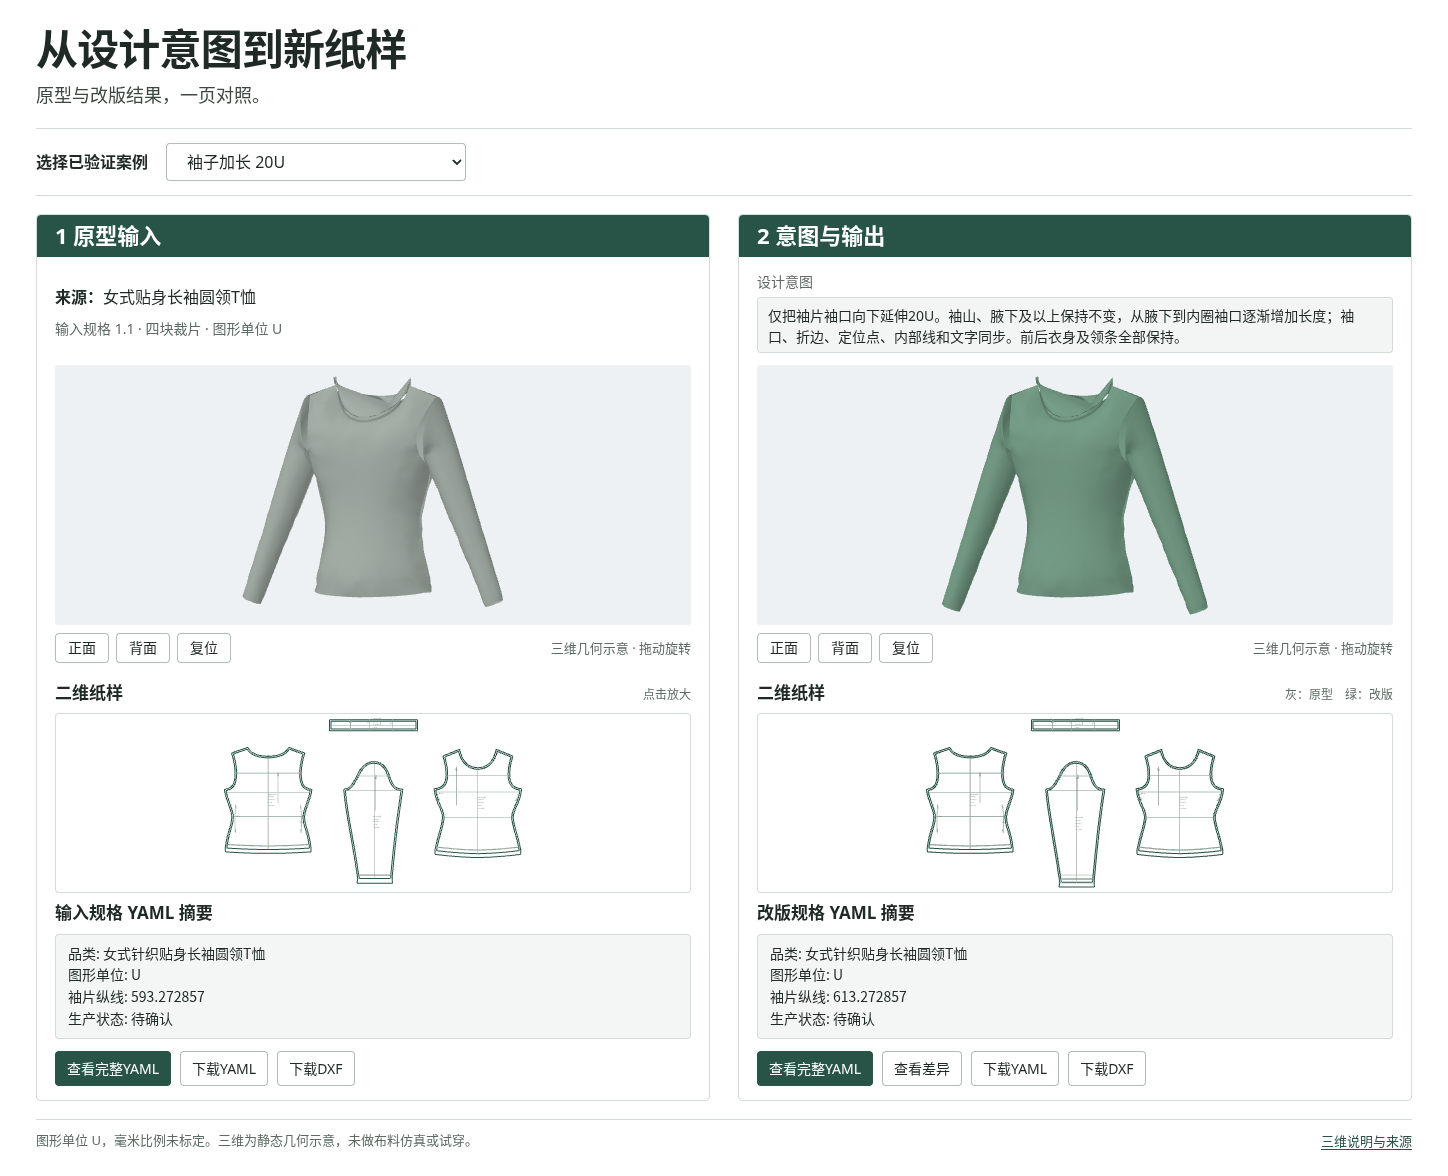 从设计意图到新纸样
原型与改版结果，一页对照。
选择已验证案例
袖子加长 20U
1 原型输入
来源：女式贴身长袖圆领T恤
输入规格 1.1 · 四块裁片 · 图形单位 U
正面
背面
复位
三维几何示意 · 拖动旋转
二维纸样
点击放大
输入规格 YAML 摘要
品类: 女式针织贴身长袖圆领T恤
图形单位: U
袖片纵线: 593.272857
生产状态: 待确认
查看完整YAML
下载YAML
下载DXF
2 意图与输出
设计意图
仅把袖片袖口向下延伸20U。袖山、腋下及以上保持不变，从腋下到内圈袖口逐渐增加长度；袖
口、折边、定位点、内部线和文字同步。前后衣身及领条全部保持。
正面
背面
复位
三维几何示意 · 拖动旋转
二维纸样
灰：原型 绿：改版
改版规格 YAML 摘要
品类: 女式针织贴身长袖圆领T恤
图形单位: U
袖片纵线: 613.272857
生产状态: 待确认
查看完整YAML
查看差异
下载YAML
下载DXF
图形单位 U，毫米比例未标定。三维为静态几何示意，未做布料仿真或试穿。
三维说明与来源